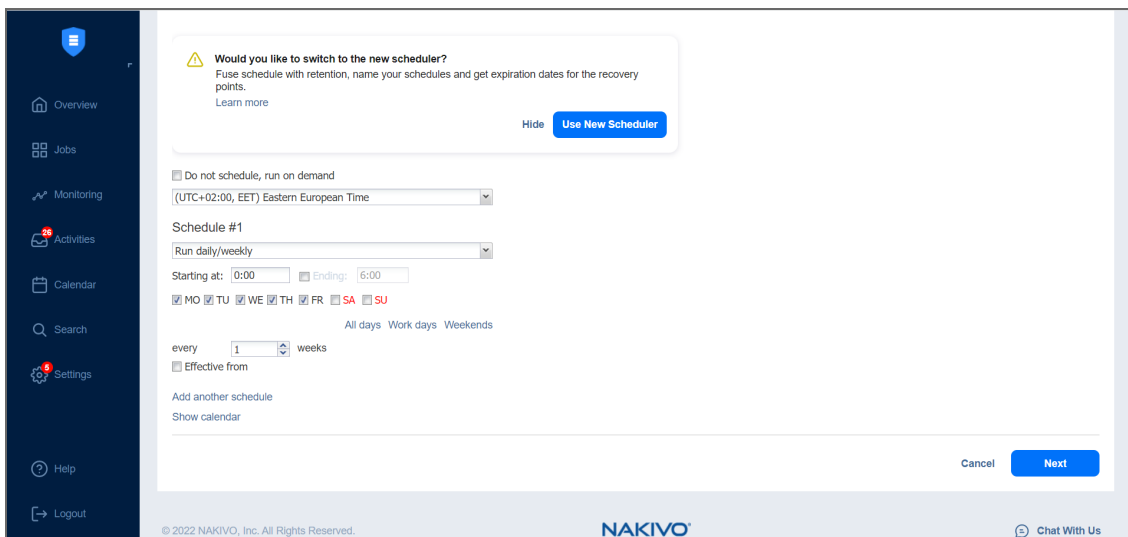 Would you like to switch to the new scheduler?
Fuse schedule with retention, name your schedules and get expiration dates for the recovery
points.
Learn more
Hide Use New Scheduler
Overview
Jobs
Monitoring
26
Activities
Calendar
Search
5
Settings
Help
Logout
Do not schedule, run on demand
(UTC+02:00, EET) Eastern European Time
Schedule #1
Run daily/weekly
Starting at: 0:00 Ending: 6:00
MO TU WE TH FR SA SU
All days Work days Weekends
every 1 weeks
Effective from
Add another schedule
Show calendar
Cancel Next
© 2022 NAKIVO, Inc. All Rights Reserved. NAKIVO® Chat With Us